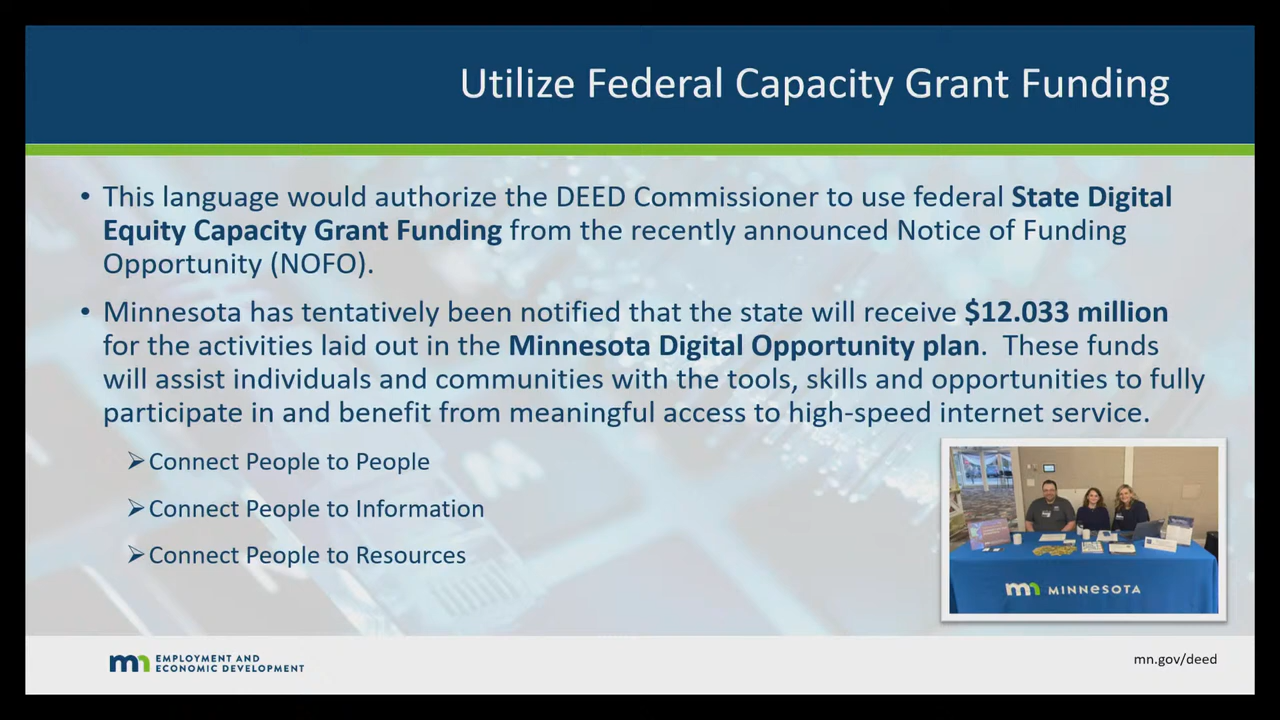 Utilize Federal Capacity Grant Funding
• This language would authorize the DEED Commissioner to use federal State Digital
Equity Capacity Grant Funding from the recently announced Notice of Funding
Opportunity (NOFO).
• Minnesota has tentatively been notified that the state will receive $12.033 million
for the activities laid out in the Minnesota Digital Opportunity plan. These funds
will assist individuals and communities with the tools, skills and opportunities to fully
participate in and benefit from meaningful access to high-speed internet service.
➢Connect People to People
➢Connect People to Information
➢Connect People to Resources
mn MINNESOTA
mn EMPLOYMENT AND
ECONOMIC DEVELOPMENT
mn.gov/deed